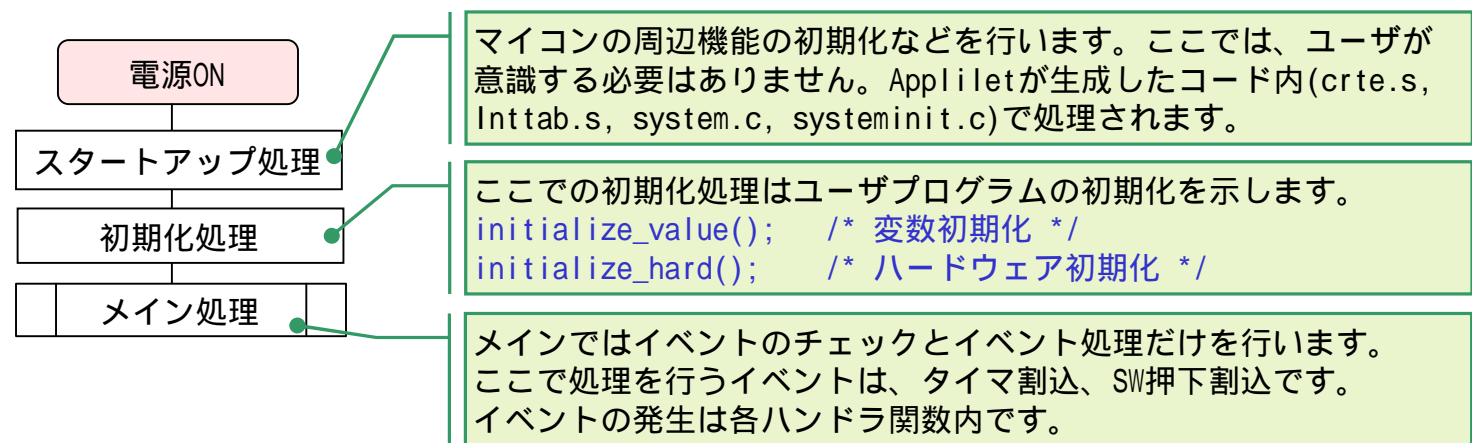 電源ON
スタートアップ処理
初期化処理
メイン処理
マイコンの周辺機能の初期化などを行います。ここでは、ユーザが
意識する必要はありません。Appliletが生成したコード内(crte.s,
Inttab.s, system.c, systeminit.c)で処理されます。
ここでの初期化処理はユーザプログラムの初期化を示します。
initialize_value(); /* 変数初期化 */
initialize_hard(); /* ハードウェア初期化 */
メインではイベントのチェックとイベント処理だけを行います。
ここで処理を行うイベントは、タイマ割込、SW押下割込です。
イベントの発生は各ハンドラ関数内です。